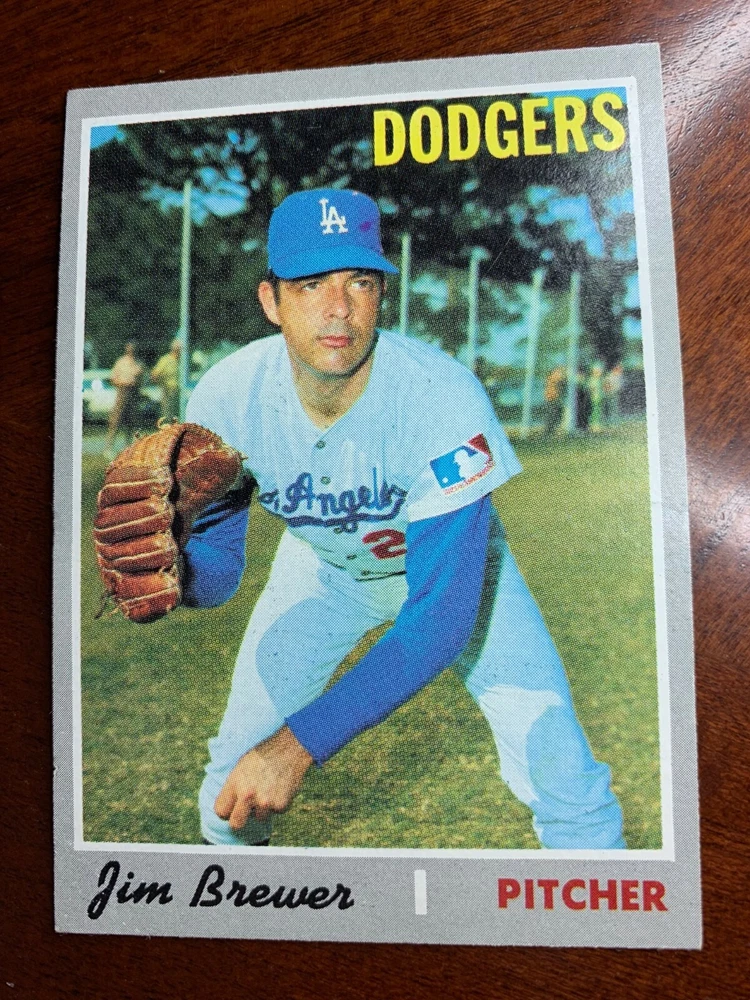 DODGERS
LA
Angeles
2
Jim Brewer
PITCHER